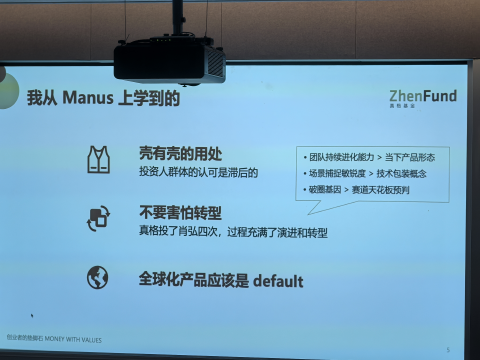 我从 Manus 上学到的
ZhenFund
真格基金
壳有壳的用处
投资人群体的认可是滞后的
• 团队持续进化能力 > 当下产品形态
• 场景捕捉敏锐度 > 技术包装概念
• 破圈基因 > 赛道天花板预判
不要害怕转型
真格投了肖弘四次，过程充满了演进和转型
全球化产品应该是 default
创业者的垫脚石 MONEY WITH VALUES
5